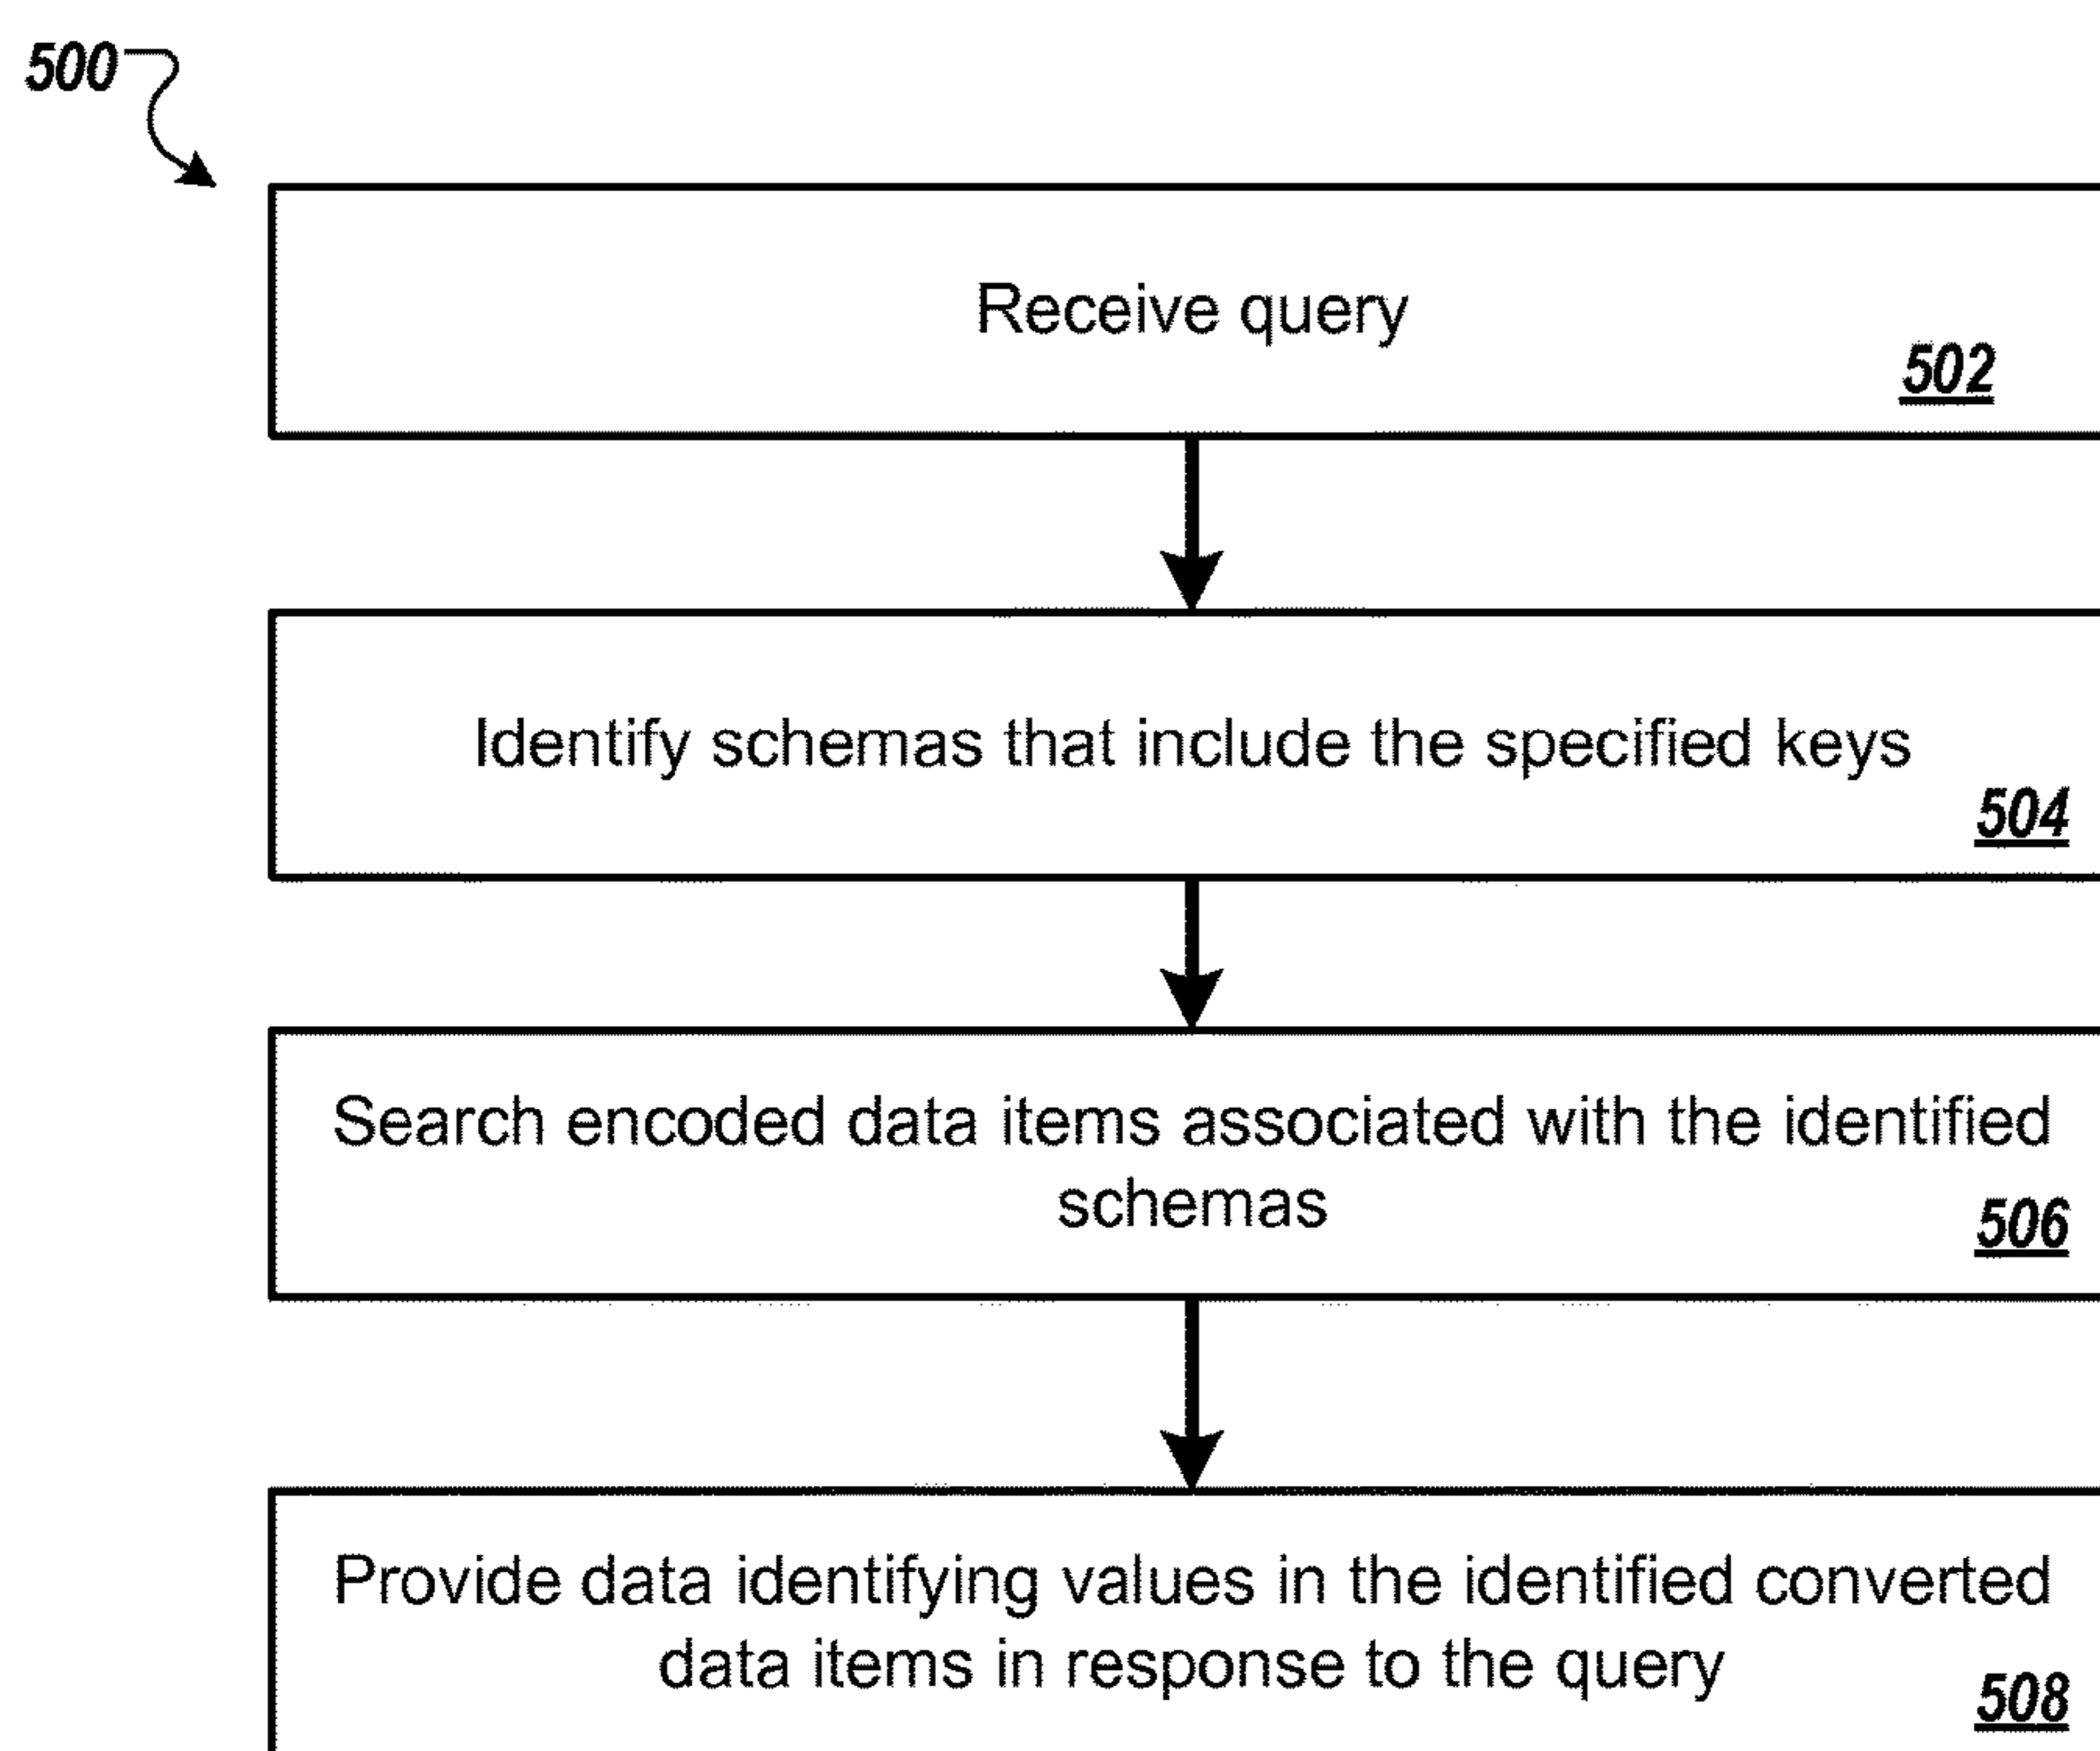 500
Receive query
502
Identify schemas that include the specified keys
504
Search encoded data items associated with the identified
schemas
506
Provide data identifying values in the identified converted
data items in response to the query
508